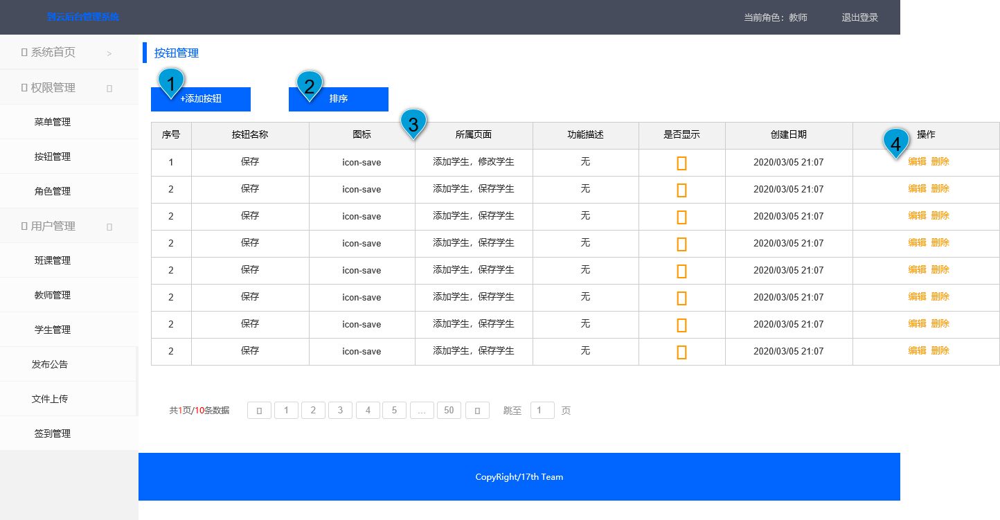 到云后台管理系统 当前角色：教师 退出登录
系统首页 >
权限管理
菜单管理
按钮管理
角色管理
用户管理
班课管理
教师管理
学生管理
发布公告
文件上传
签到管理
按钮管理
1 2
+添加按钮 排序
3 4
序号 按钮名称 图标 所属页面 功能描述 是否显示 创建日期 操作
1 保存 icon-save 添加学生，修改学生 无 2020/03/05 21:07 编辑 删除
2 保存 icon-save 添加学生，保存学生 无 2020/03/05 21:07 编辑 删除
2 保存 icon-save 添加学生，保存学生 无 2020/03/05 21:07 编辑 删除
2 保存 icon-save 添加学生，保存学生 无 2020/03/05 21:07 编辑 删除
2 保存 icon-save 添加学生，保存学生 无 2020/03/05 21:07 编辑 删除
2 保存 icon-save 添加学生，保存学生 无 2020/03/05 21:07 编辑 删除
2 保存 icon-save 添加学生，保存学生 无 2020/03/05 21:07 编辑 删除
2 保存 icon-save 添加学生，保存学生 无 2020/03/05 21:07 编辑 删除
共1页/10条数据 1 2 3 4 5 ... 50 跳至 1 页
CopyRight/17th Team